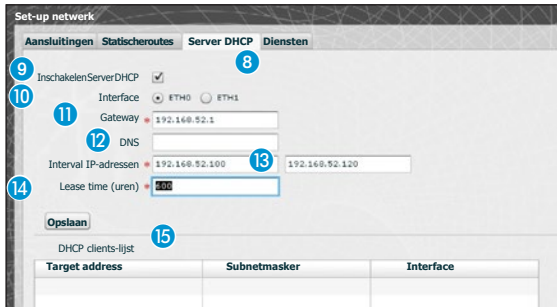 Set-up netwerk
Aansluitingen Statischeroutes Server DHCP Diensten
8
9 InschakelenServerDHCP
10 Interface ETH0 ETH1
11 Gateway * 192.168.52.1
12 DNS
Interval IP-adressen * 192.168.52.100 13 192.168.52.120
14 Lease time (uren) * 600
Opslaan
15
DHCP clients-lijst
Target address Subnetmasker Interface